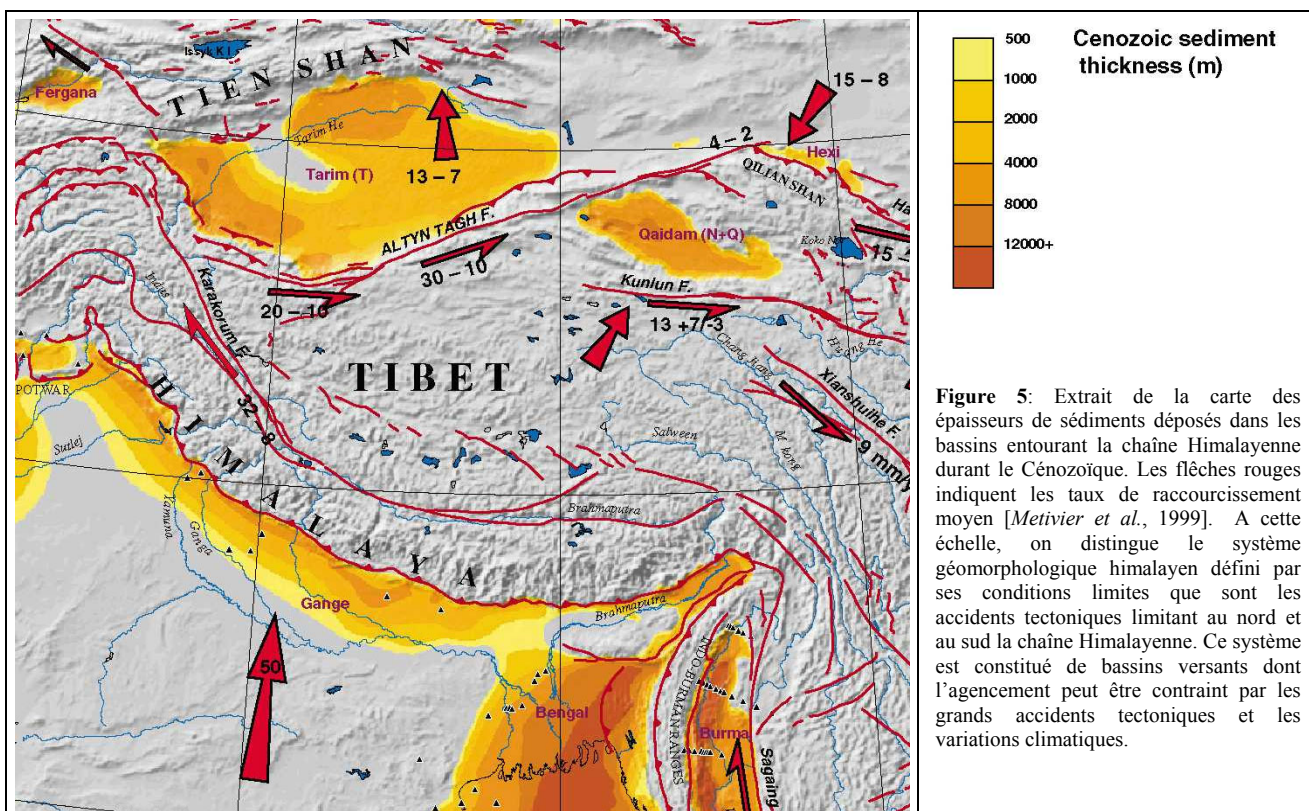 Issyk K l
Fergana
TIEN SHAN
Tarim He
Tarim (T)
13 – 7
4 – 2
15 – 8
Hexi
QILIAN SHAN
ALTYN TAGH F.
30 – 10
Qaidam (N+Q)
Koko Nor
Ha
15 –
20 – 10
Kunlun F.
13 +7/-3
Karakorum F.
Indus
32 – 8
TIBET
Chang Jiang
Huang He
Xianshuihe F.
9 mm/y
Salween
Mekong
POTWAR
Sutlej
HIMALAYA
Yamuna
Ganga
Brahmaputra
Gange
Brahmaputra
50
Bengal
INDO-BURMAN RANGES
Burma
Sagaing
500
1000
2000
4000
8000
12000+
Cenozoic sediment
thickness (m)
Figure 5: Extrait de la carte des
épaisseurs de sédiments déposés dans les
bassins entourant la chaîne Himalayenne
durant le Cénozoïque. Les flêches rouges
indiquent les taux de raccourcissement
moyen [Metivier et al., 1999]. A cette
échelle, on distingue le système
géomorphologique himalayen défini par
ses conditions limites que sont les
accidents tectoniques limitant au nord et
au sud la chaîne Himalayenne. Ce système
est constitué de bassins versants dont
l’agencement peut être contraint par les
grands accidents tectoniques et les
variations climatiques.